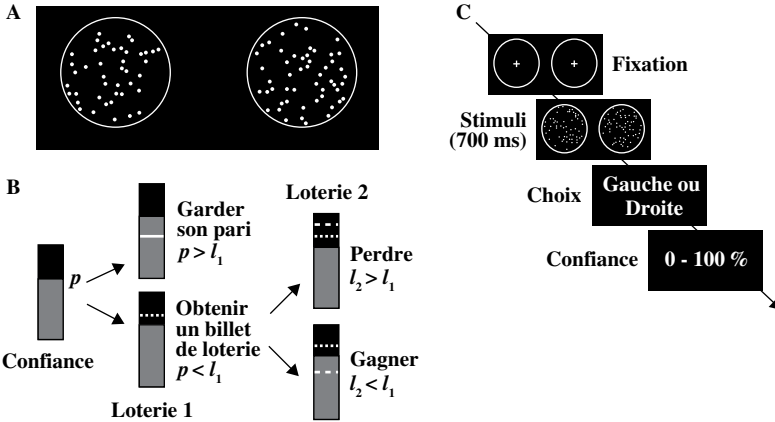 A
B
Confiance
p
Garder
son pari
p > l₁
Obtenir
un billet
de loterie
p < l₁
Loterie 1
Loterie 2
Perdre
l₂ > l₁
Gagner
l₂ < l₁
C
Fixation
Stimuli
(700 ms)
Choix
Gauche ou
Droite
Confiance
0 - 100 %